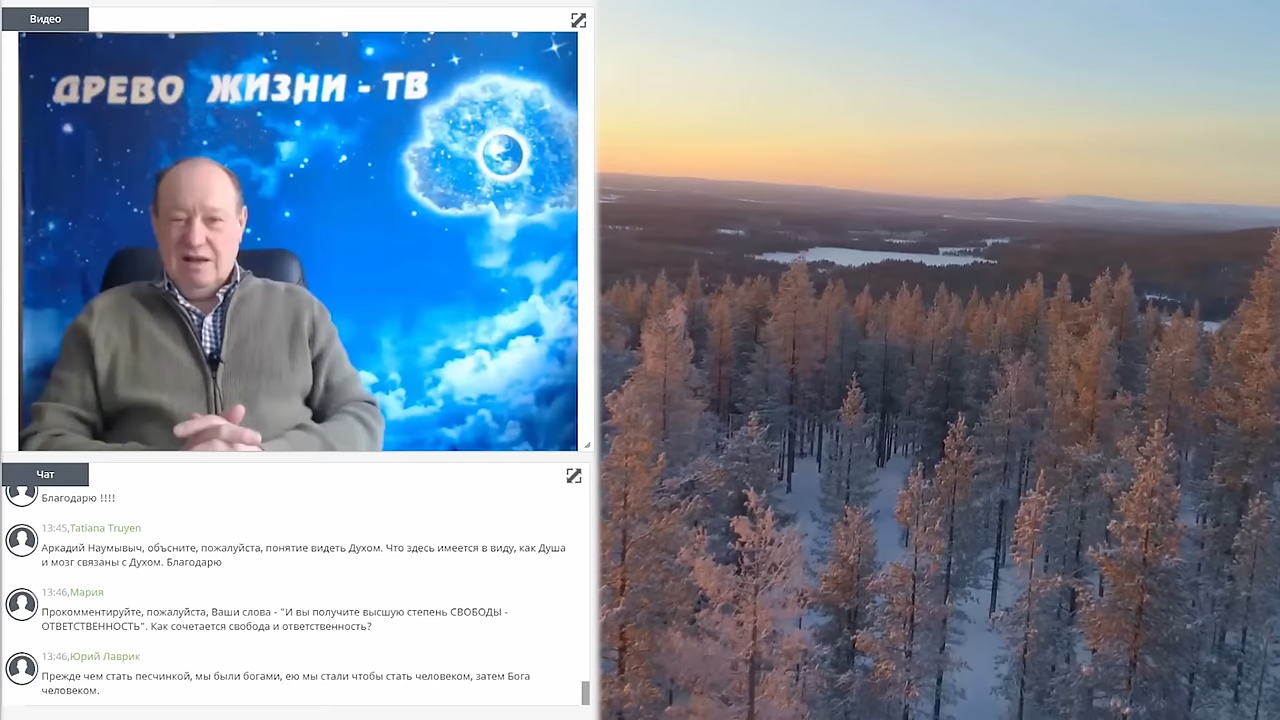 Видео
ДРЕВО ЖИЗНИ - ТВ
Чат
Благодарю !!!!
13:45,Tatiana Truyen
Аркадий Наумывыч, объсните, пожалуйста, понятие видеть Духом. Что здесь имеется в виду, как Душа
и мозг связаны с Духом. Благодарю
13:46,Мария
Прокомментируйте, пожалуйста, Ваши слова - "И вы получите высшую степень СВОБОДЫ -
ОТВЕТСТВЕННОСТЬ". Как сочетается свобода и ответственность?
13:46,Юрий Лаврик
Прежде чем стать песчинкой, мы были богами, ею мы стали чтобы стать человеком, затем Бога
человеком.